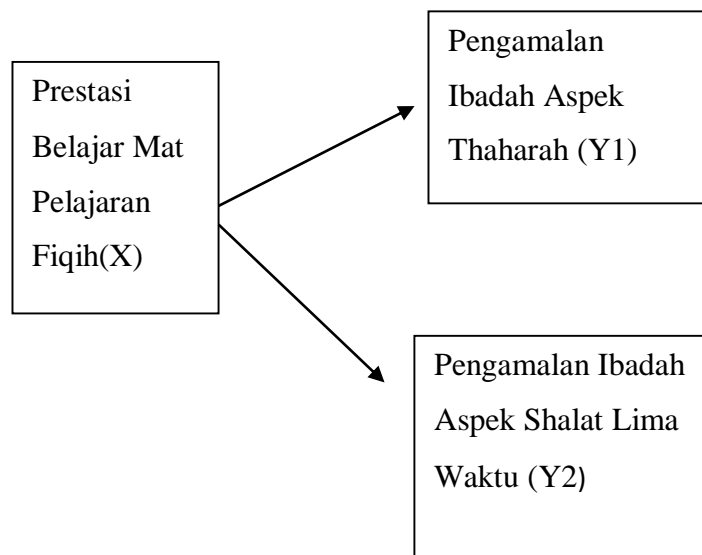 Prestasi
Belajar Mat
Pelajaran
Fiqih(X)
Pengamalan
Ibadah Aspek
Thaharah (Y1)
Pengamalan Ibadah
Aspek Shalat Lima
Waktu (Y2)